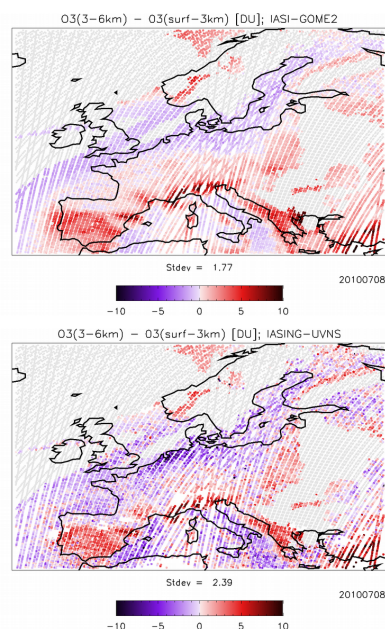 O3(3-6km) - O3(surf-3km) [DU]; IASI-GOME2
Stdev = 1.77
20100708
-10 -5 0 5 10
O3(3-6km) - O3(surf-3km) [DU]; IASING-UVNS
Stdev = 2.39
20100708
-10 -5 0 5 10